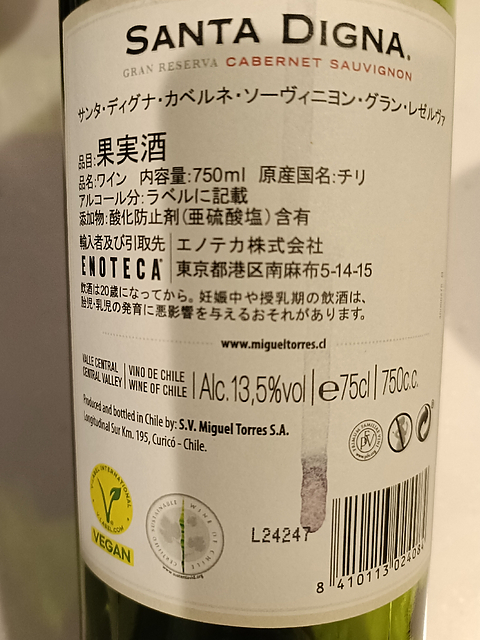 SANTA DIGNA.
GRAN RESERVA CABERNET SAUVIGNON
サンタ・ディグナ・カベルネ・ソーヴィニヨン・グラン・レゼルヴァ
品目:果実酒
品名:ワイン 内容量:750ml 原産国名:チリ
アルコール分:ラベルに記載
添加物:酸化防止剤(亜硫酸塩)含有
輸入者及び引取先 エノテカ株式会社
ENOTECA 東京都港区南麻布5-14-15
飲酒は20歳になってから。妊娠中や授乳期の飲酒は、
胎児・乳児の発育に悪影響を与えるおそれがあります。
www.migueltorres.cl
VALLE CENTRAL | VINO DE CHILE
CENTRAL VALLEY | WINE OF CHILE
Alc.13,5%vol | e75cl | 750c.c.
Produced and bottled in Chile by: S.V. Miguel Torres S.A.
Longitudinal Sur Km. 195, Curicó - Chile.
VEGAN
L24247
8 410113 02408